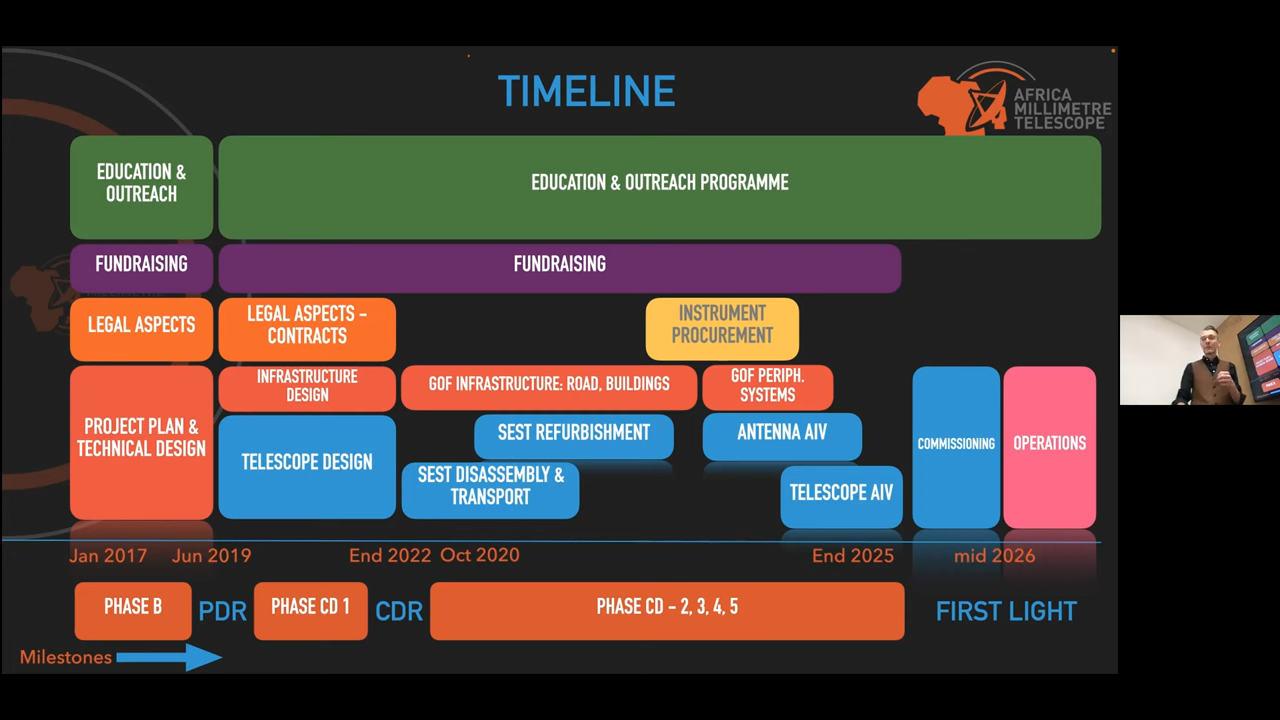 TIMELINE
AFRICA
MILLIMETRE
TELESCOPE
EDUCATION &
OUTREACH
EDUCATION & OUTREACH PROGRAMME
FUNDRAISING
FUNDRAISING
LEGAL ASPECTS
LEGAL ASPECTS –
CONTRACTS
INSTRUMENT
PROCUREMENT
PROJECT PLAN &
TECHNICAL DESIGN
INFRASTRUCTURE
DESIGN
GOF INFRASTRUCTURE: ROAD, BUILDINGS
GOF PERIPH.
SYSTEMS
TELESCOPE DESIGN
SEST REFURBISHMENT
ANTENNA AIV
SEST DISASSEMBLY &
TRANSPORT
TELESCOPE AIV
COMMISSIONING
OPERATIONS
Jan 2017
Jun 2019
End 2022
Oct 2020
End 2025
mid 2026
PHASE B
PDR
PHASE CD 1
CDR
PHASE CD – 2, 3, 4, 5
FIRST LIGHT
Milestones